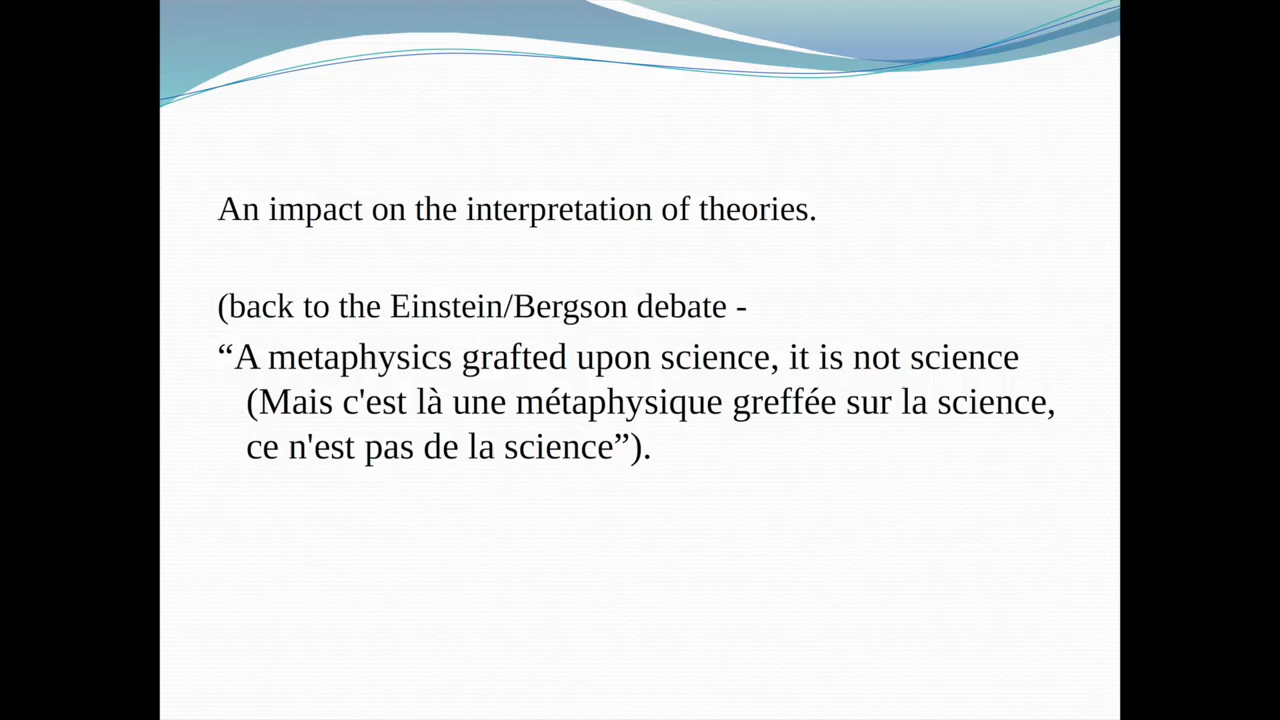 An impact on the interpretation of theories.
(back to the Einstein/Bergson debate -
“A metaphysics grafted upon science, it is not science
(Mais c'est là une métaphysique greffée sur la science,
ce n'est pas de la science”).